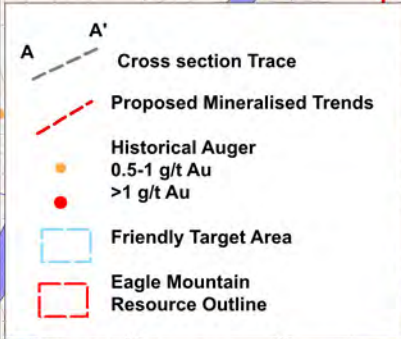 A A'
Cross section Trace
Proposed Mineralised Trends
Historical Auger
0.5-1 g/t Au
>1 g/t Au
Friendly Target Area
Eagle Mountain
Resource Outline